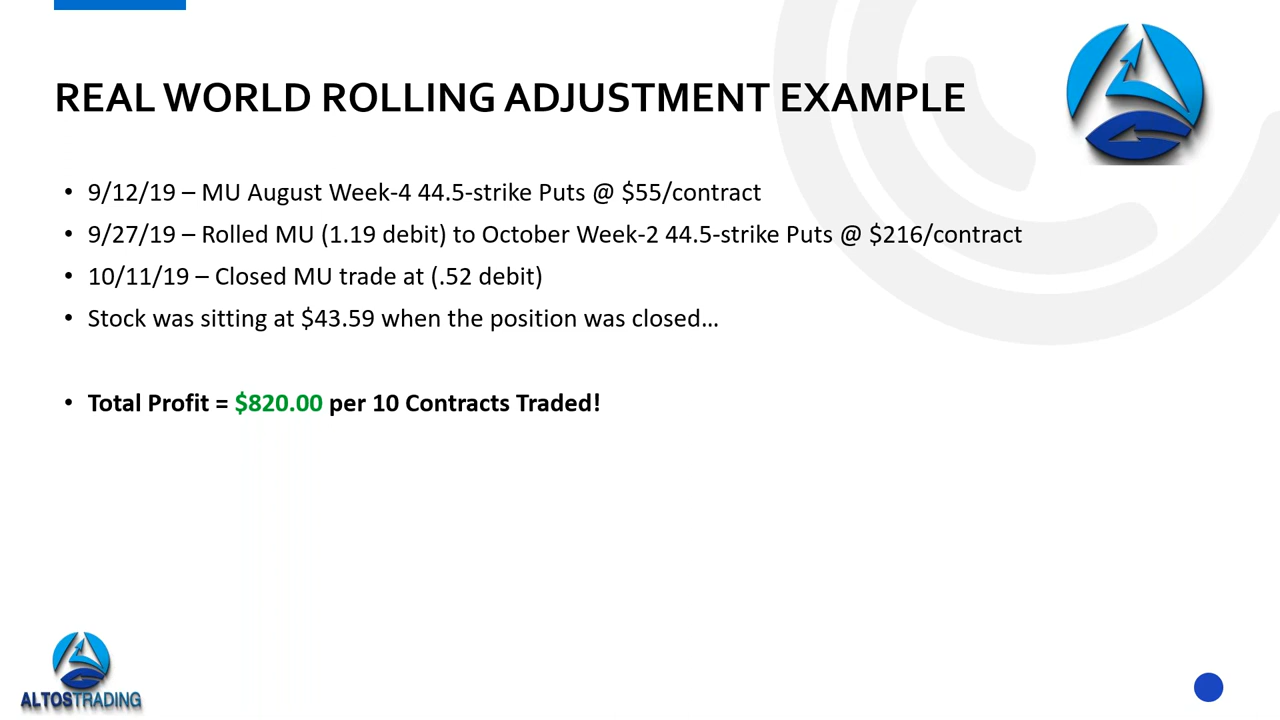 REAL WORLD ROLLING ADJUSTMENT EXAMPLE
• 9/12/19 – MU August Week-4 44.5-strike Puts @ $55/contract
• 9/27/19 – Rolled MU (1.19 debit) to October Week-2 44.5-strike Puts @ $216/contract
• 10/11/19 – Closed MU trade at (.52 debit)
• Stock was sitting at $43.59 when the position was closed…
• Total Profit = $820.00 per 10 Contracts Traded!
ALTOSTRADING